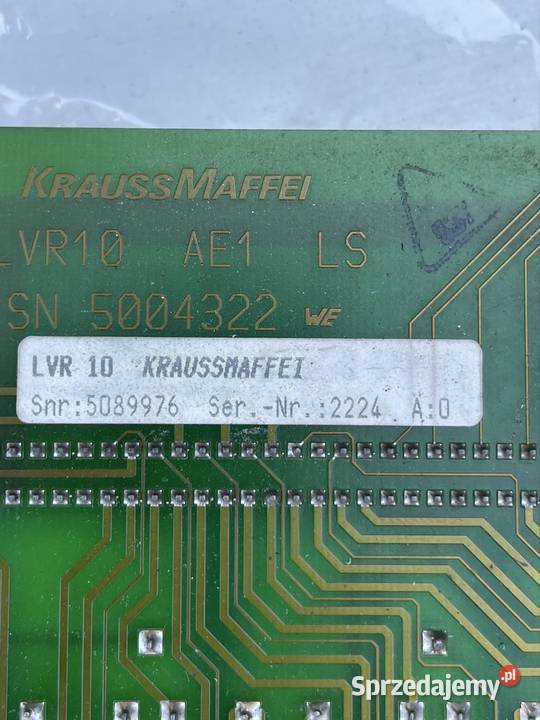 KRAUSSMAFFEI
LVR10 AE1 LS
SN 5004322 WE
LVR 10 KRAUSSMAFFEI
Snr:5089976 Ser.-Nr.:2224 A:0
Sprzedajemy.pl